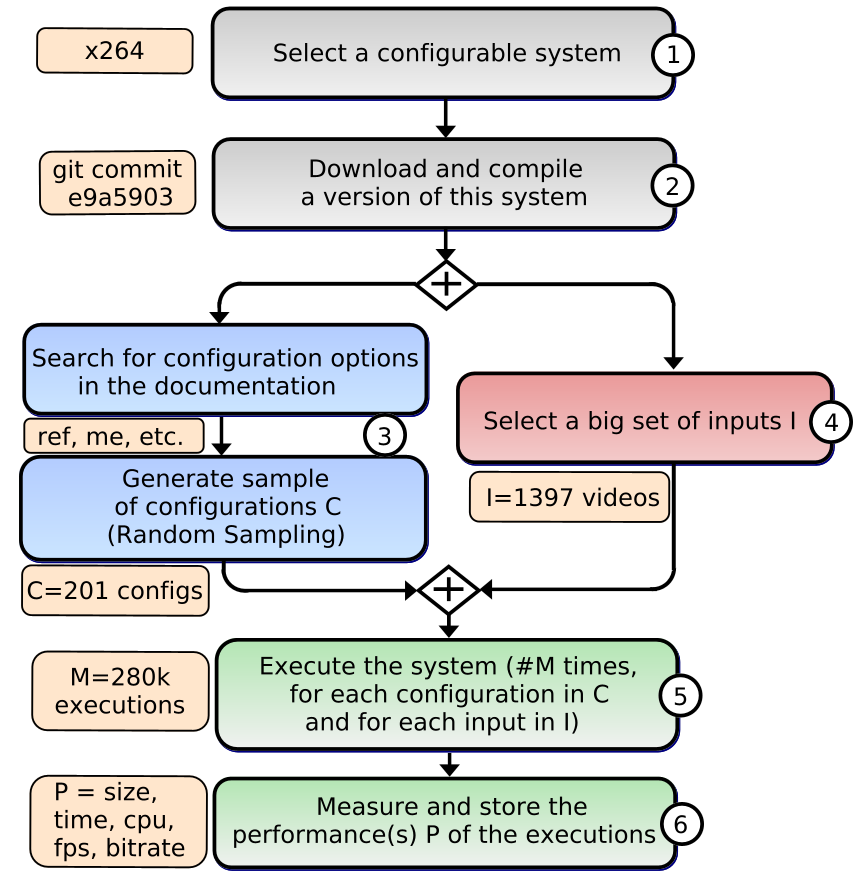 x264
Select a configurable system
1
git commit
e9a5903
Download and compile
a version of this system
2
Search for configuration options
in the documentation
ref, me, etc.
3
Generate sample
of configurations C
(Random Sampling)
C=201 configs
Select a big set of inputs I
4
I=1397 videos
M=280k
executions
Execute the system (#M times,
for each configuration in C
and for each input in I)
5
P = size,
time, cpu,
fps, bitrate
Measure and store the
performance(s) P of the executions
6